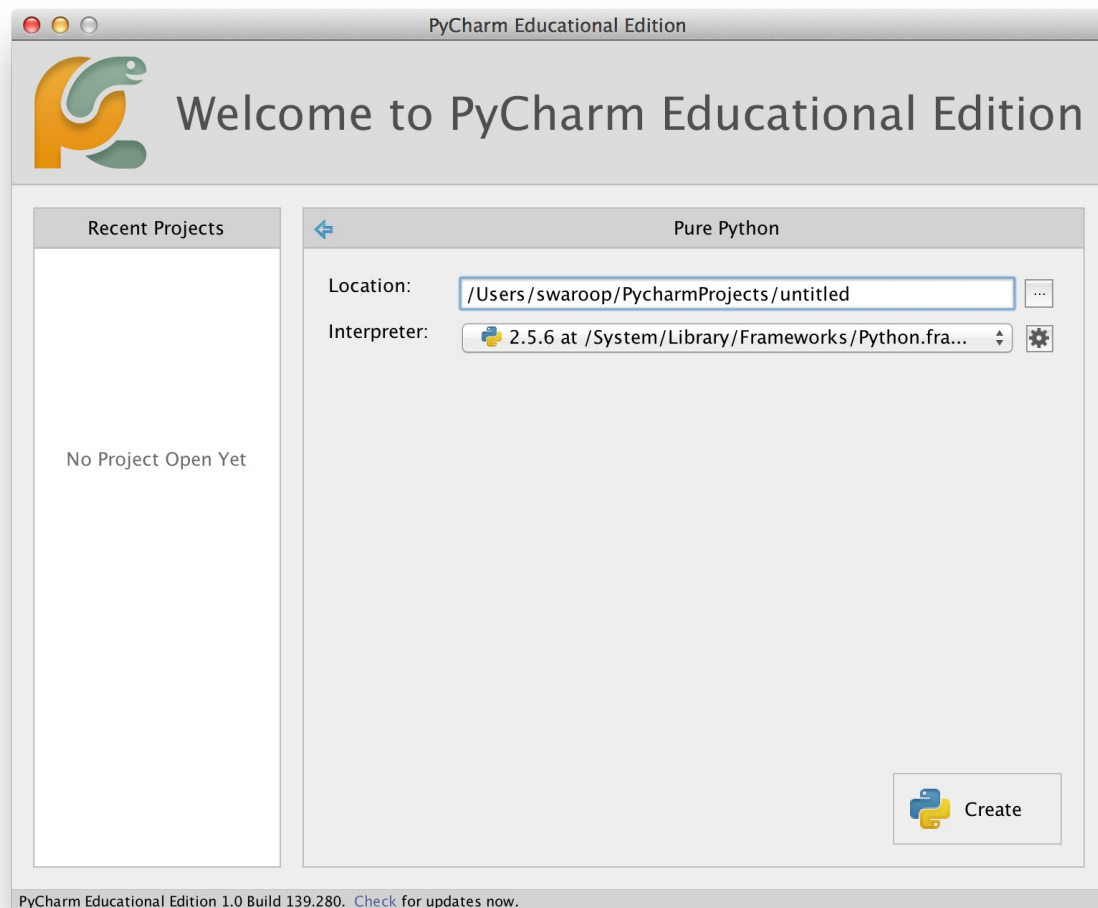 PyCharm Educational Edition
Welcome to PyCharm Educational Edition
Recent Projects
No Project Open Yet
Pure Python
Location: /Users/swaroop/PycharmProjects/untitled ...
Interpreter: 2.5.6 at /System/Library/Frameworks/Python.fra...
Create
PyCharm Educational Edition 1.0 Build 139.280. Check for updates now.